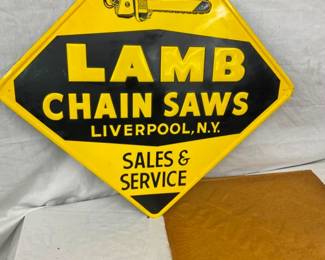 LAMB
CHAIN SAWS
LIVERPOOL, N.Y.
SALES &
SERVICE